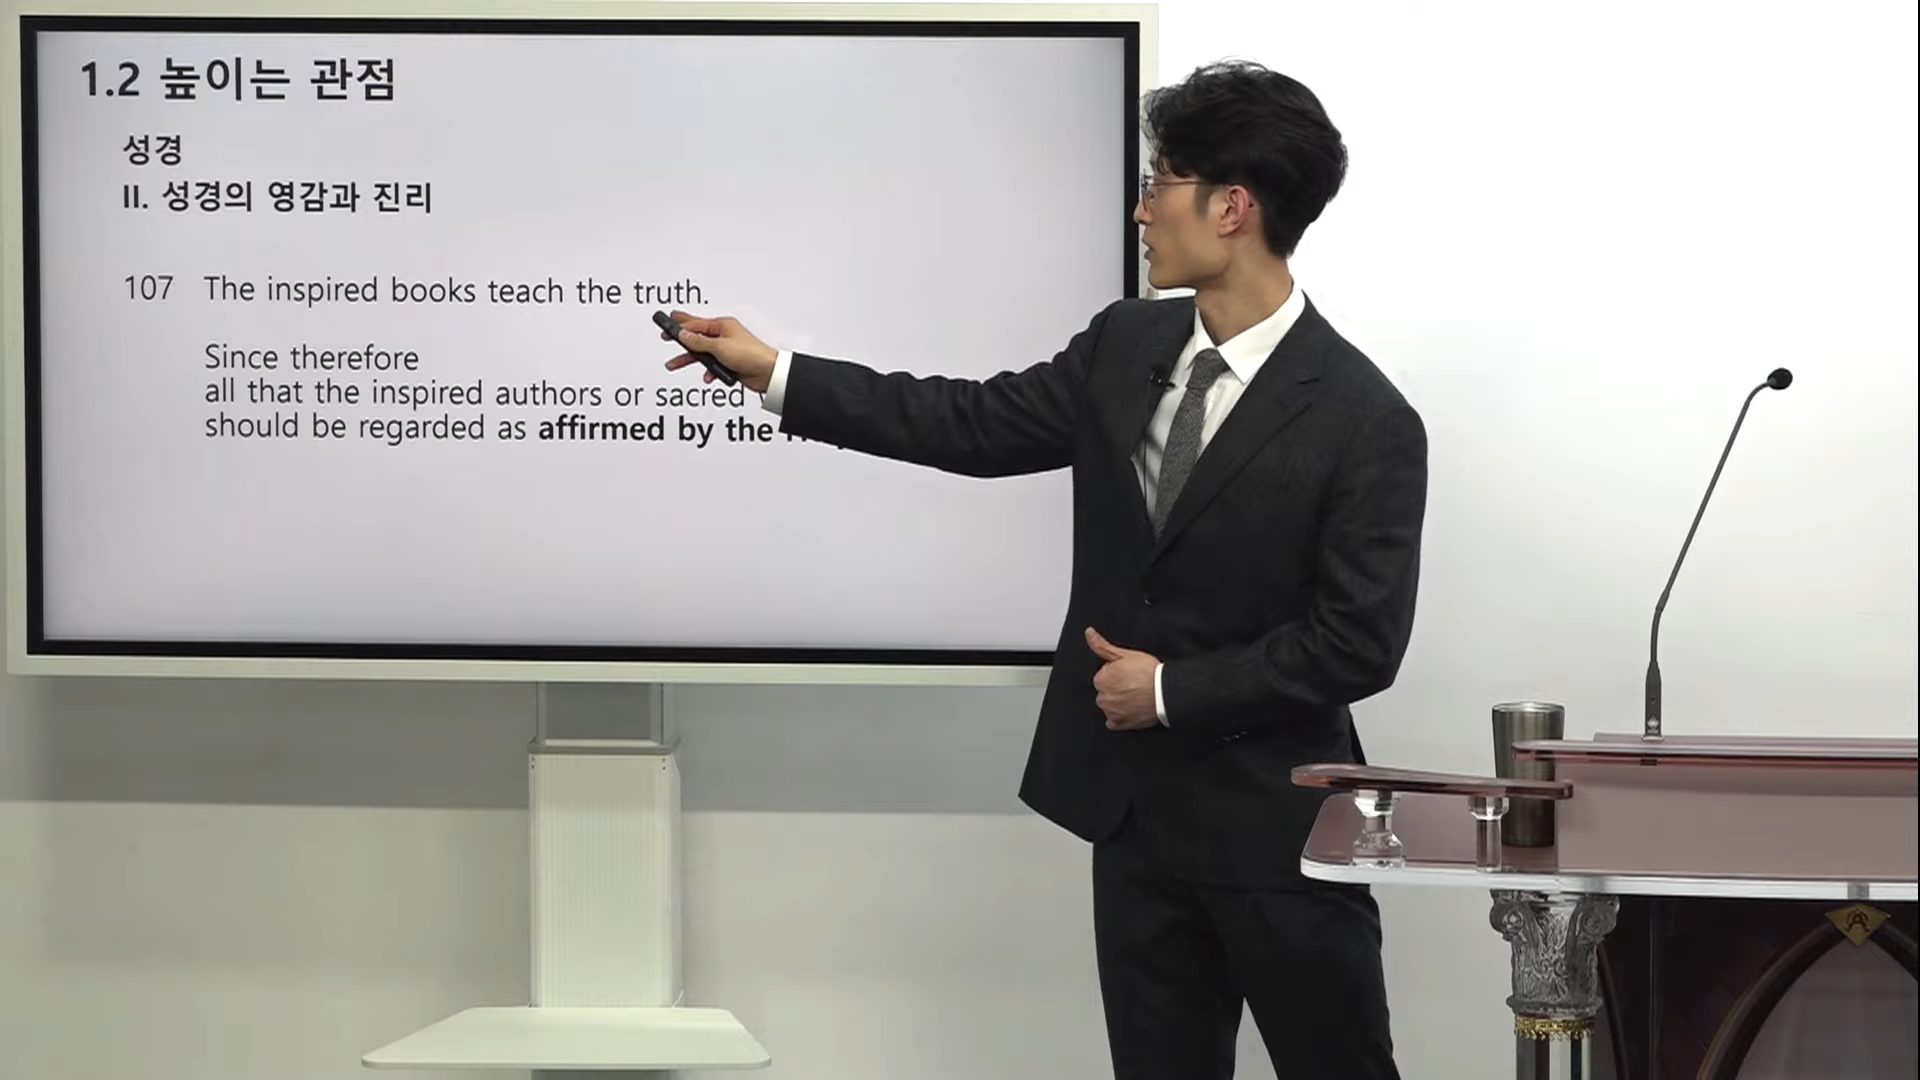 1.2 높이는 관점
성경
II. 성경의 영감과 진리
107 The inspired books teach the truth.
Since therefore
all that the inspired authors or sacred
should be regarded as affirmed by the